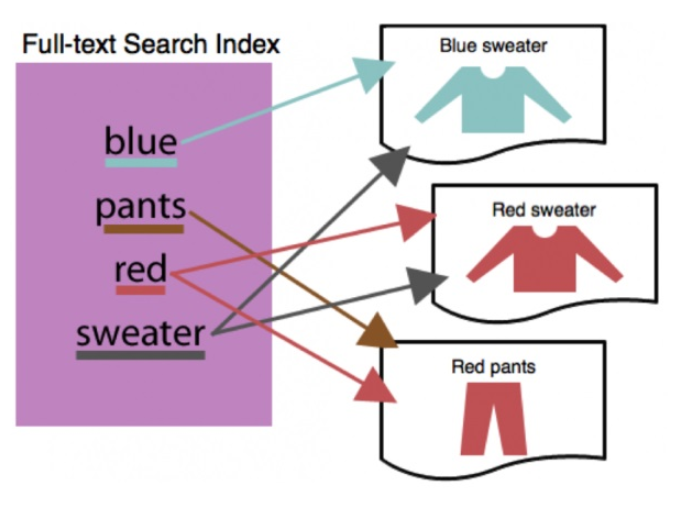 Full-text Search Index
blue
pants
red
sweater
Blue sweater
Red sweater
Red pants